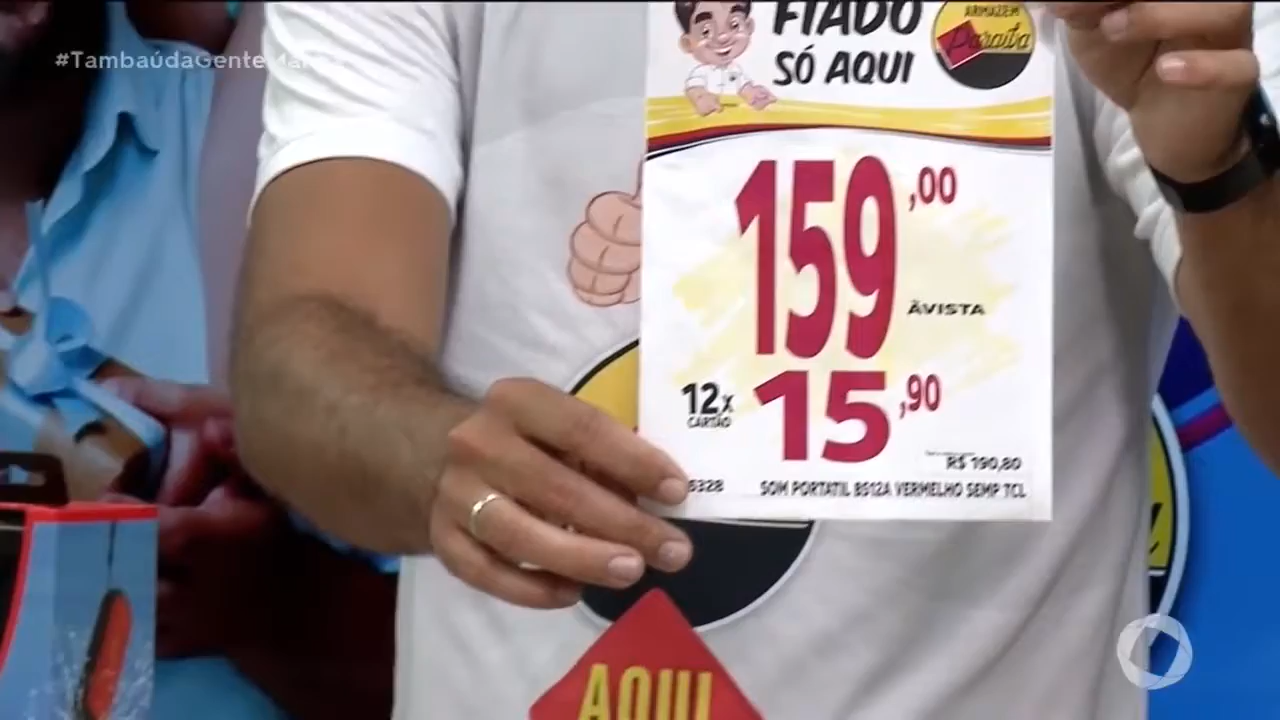 #TambaúdaGente
FIADO
SÓ AQUI
ARMAZÉM
Paraíba
159,00
ÀVISTA
12x
CARTÃO
15,90
R$ 190,80
6328
SOM PORTATIL BS12A VERMELHO SEMP TCL
AQUI